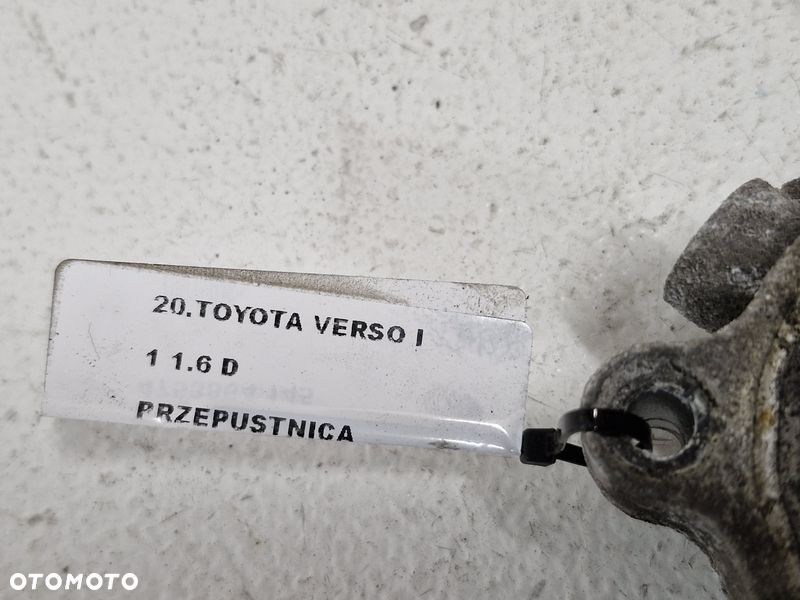 20.TOYOTA VERSO I
1 1.6 D
PRZEPUSTNICA
OTOMOTO